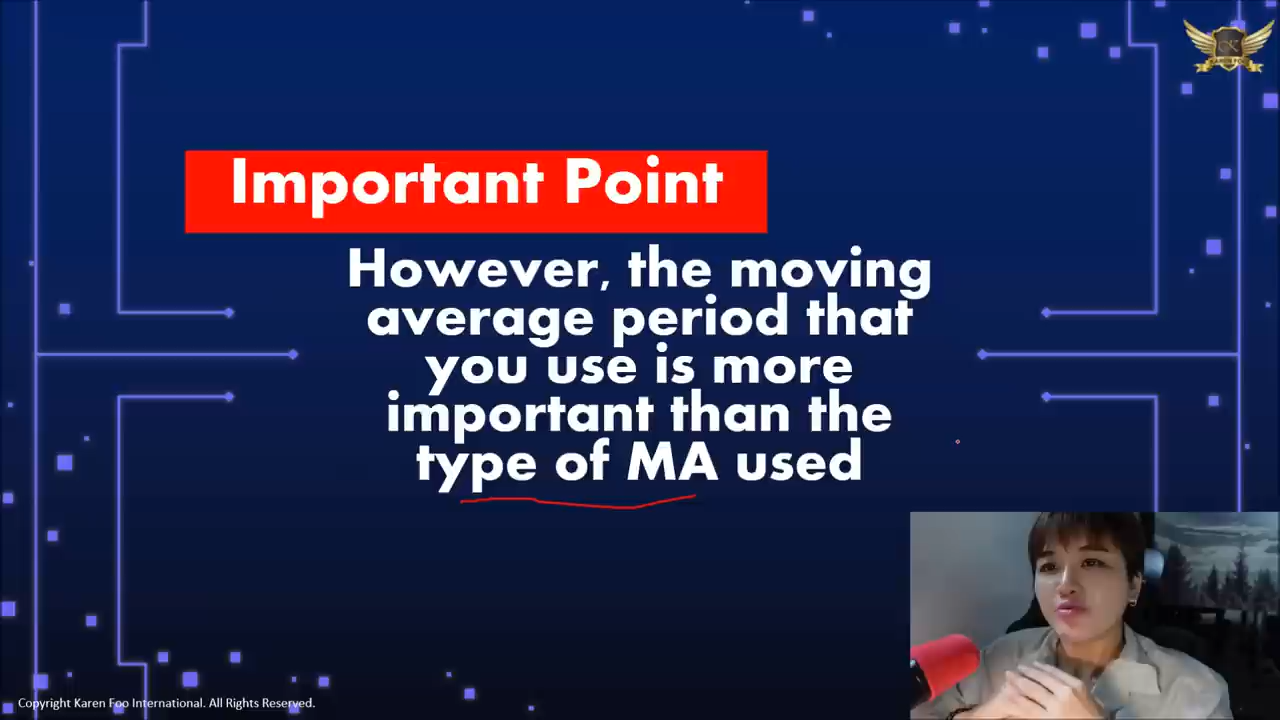 Important Point
However, the moving
average period that
you use is more
important than the
type of MA used
Copyright Karen Foo International. All Rights Reserved.